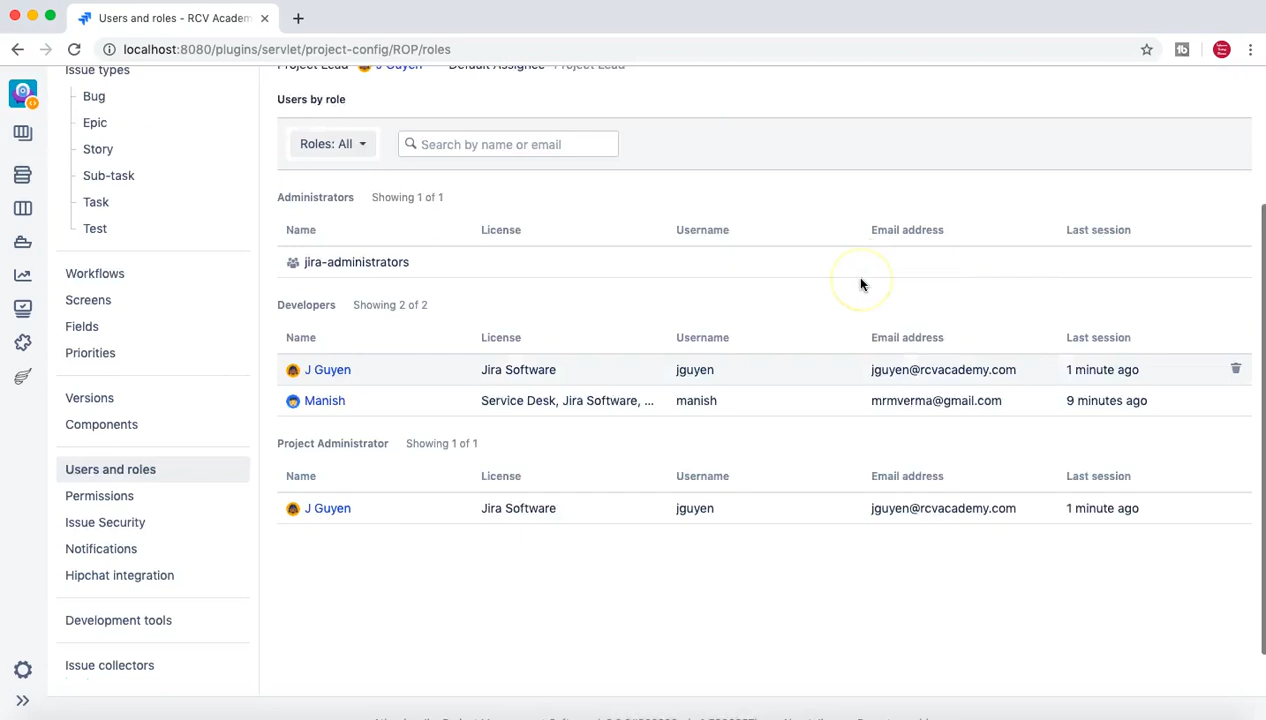 Users and roles - RCV Academ
localhost:8080/plugins/servlet/project-config/ROP/roles
Issue types
Bug
Epic
Story
Sub-task
Task
Test
Workflows
Screens
Fields
Priorities
Versions
Components
Users and roles
Permissions
Issue Security
Notifications
Hipchat integration
Development tools
Issue collectors
Project Lead J Guyen Default Assignee Project Lead
Users by role
Roles: All Search by name or email
Administrators Showing 1 of 1
Name License Username Email address Last session
jira-administrators
Developers Showing 2 of 2
Name License Username Email address Last session
J Guyen Jira Software jguyen jguyen@rcvacademy.com 1 minute ago
Manish Service Desk, Jira Software, ... manish mrmverma@gmail.com 9 minutes ago
Project Administrator Showing 1 of 1
Name License Username Email address Last session
J Guyen Jira Software jguyen jguyen@rcvacademy.com 1 minute ago